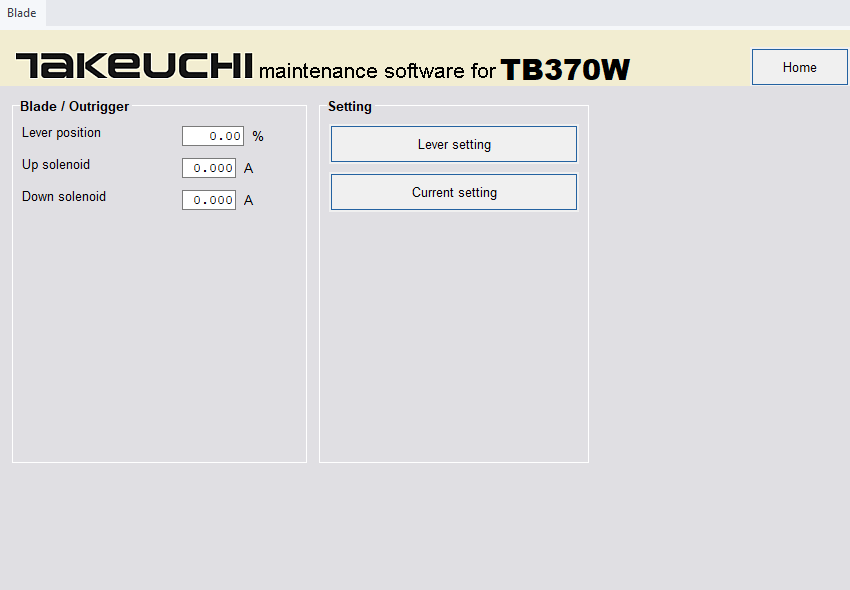 Blade
TAKEUCHI maintenance software for TB370W
Home
Blade / Outrigger
Lever position 0.00 %
Up solenoid 0.000 A
Down solenoid 0.000 A
Setting
Lever setting
Current setting